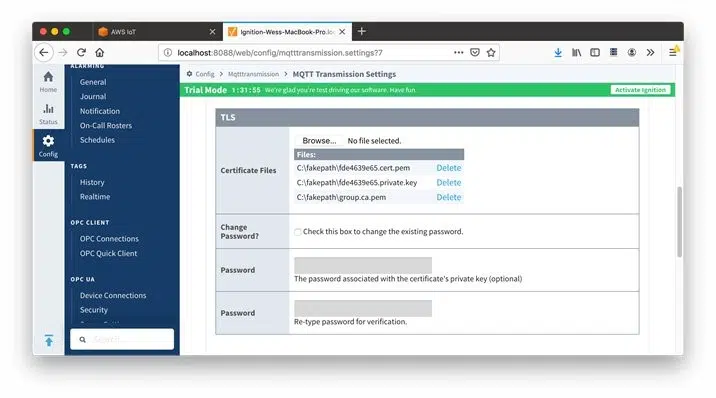 AWS IoT
Ignition-Wess-MacBook-Pro.loc
localhost:8088/web/config/mqtttransmission.settings?7
Home
Status
Config
ALARMING
General
Journal
Notification
On-Call Rosters
Schedules
TAGS
History
Realtime
OPC CLIENT
OPC Connections
OPC Quick Client
OPC UA
Device Connections
Security
Search...
Config > Mqtttransmission > MQTT Transmission Settings
Trial Mode 1:31:55 We're glad you're test driving our software. Have fun.
Activate Ignition
TLS
Certificate Files
Browse... No file selected.
Files:
C:\fakepath\fde4639e65.cert.pem Delete
C:\fakepath\fde4639e65.private.key Delete
C:\fakepath\group.ca.pem Delete
Change Password?
Check this box to change the existing password.
Password
The password associated with the certificate's private key (optional)
Password
Re-type password for verification.